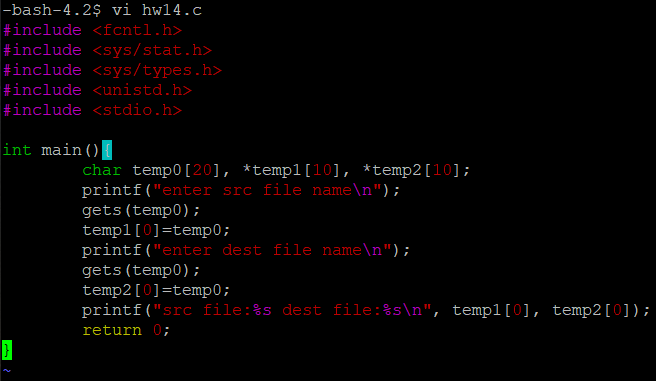 -bash-4.2$ vi hw14.c
#include <fcntl.h>
#include <sys/stat.h>
#include <sys/types.h>
#include <unistd.h>
#include <stdio.h>

int main(){
        char temp0[20], *temp1[10], *temp2[10];
        printf("enter src file name\n");
        gets(temp0);
        temp1[0]=temp0;
        printf("enter dest file name\n");
        gets(temp0);
        temp2[0]=temp0;
        printf("src file:%s dest file:%s\n", temp1[0], temp2[0]);
        return 0;
}
~